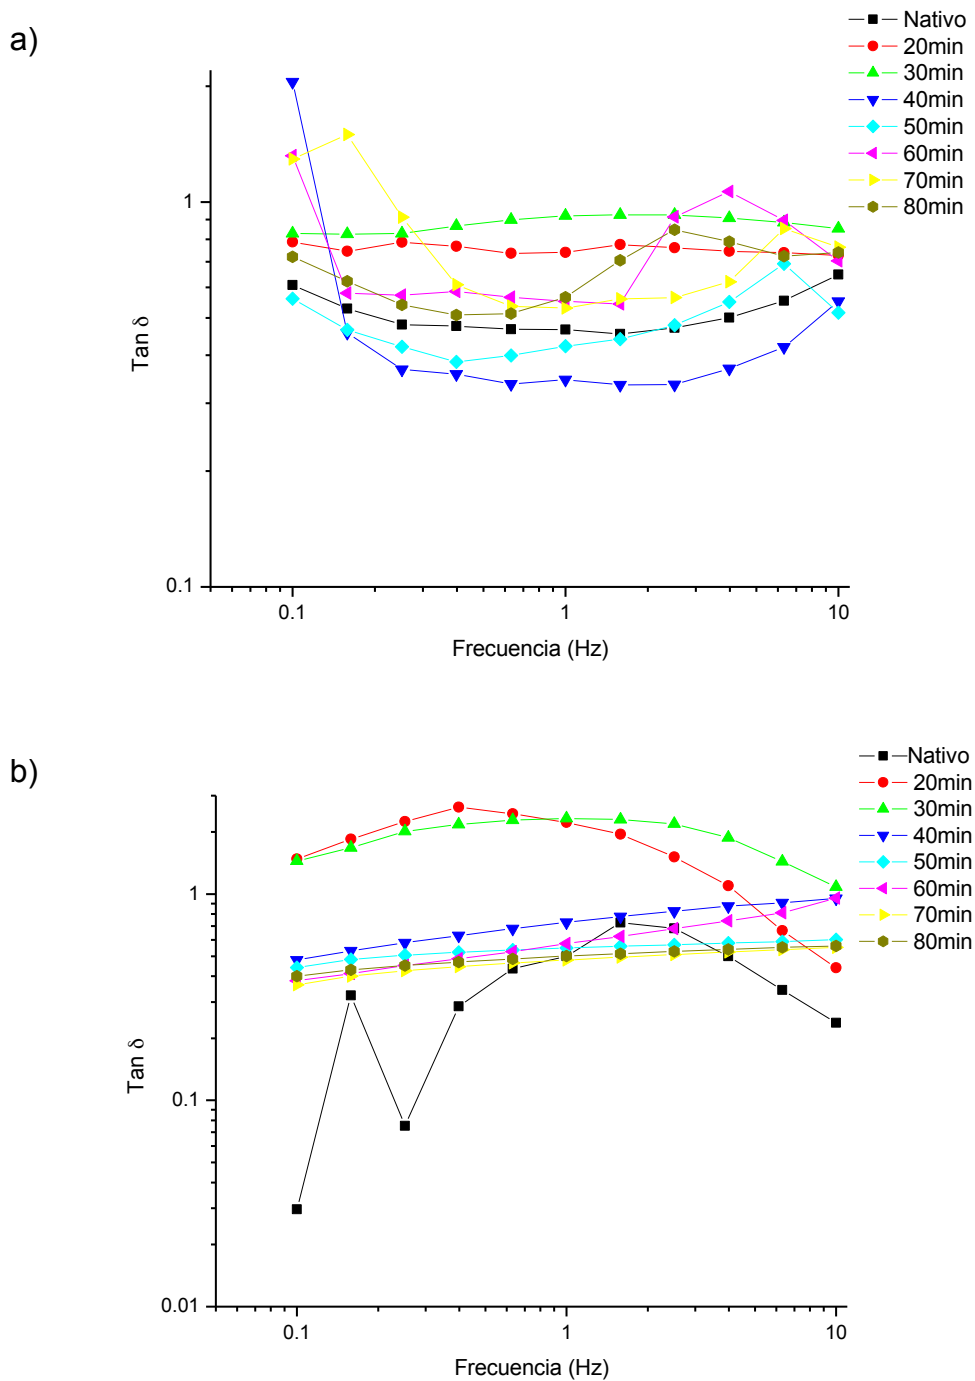 a)
Nativo
20min
30min
40min
50min
60min
70min
80min
1
0.1
Tan δ
0.1
1
10
Frecuencia (Hz)
b)
Nativo
20min
30min
40min
50min
60min
70min
80min
1
0.1
0.01
Tan δ
0.1
1
10
Frecuencia (Hz)